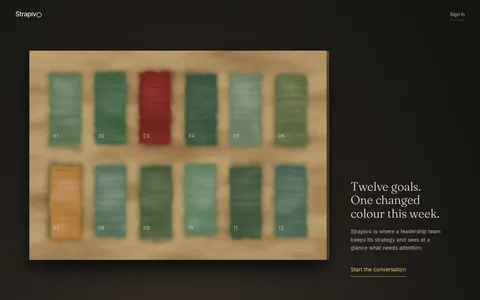 Strapivo
Sign in
01 02 03 04 05 06
07 08 09 10 11 12
Twelve goals.
One changed
colour this week.
Strapivo is where a leadership team
keeps its strategy and sees at a
glance what needs attention.
Start the conversation